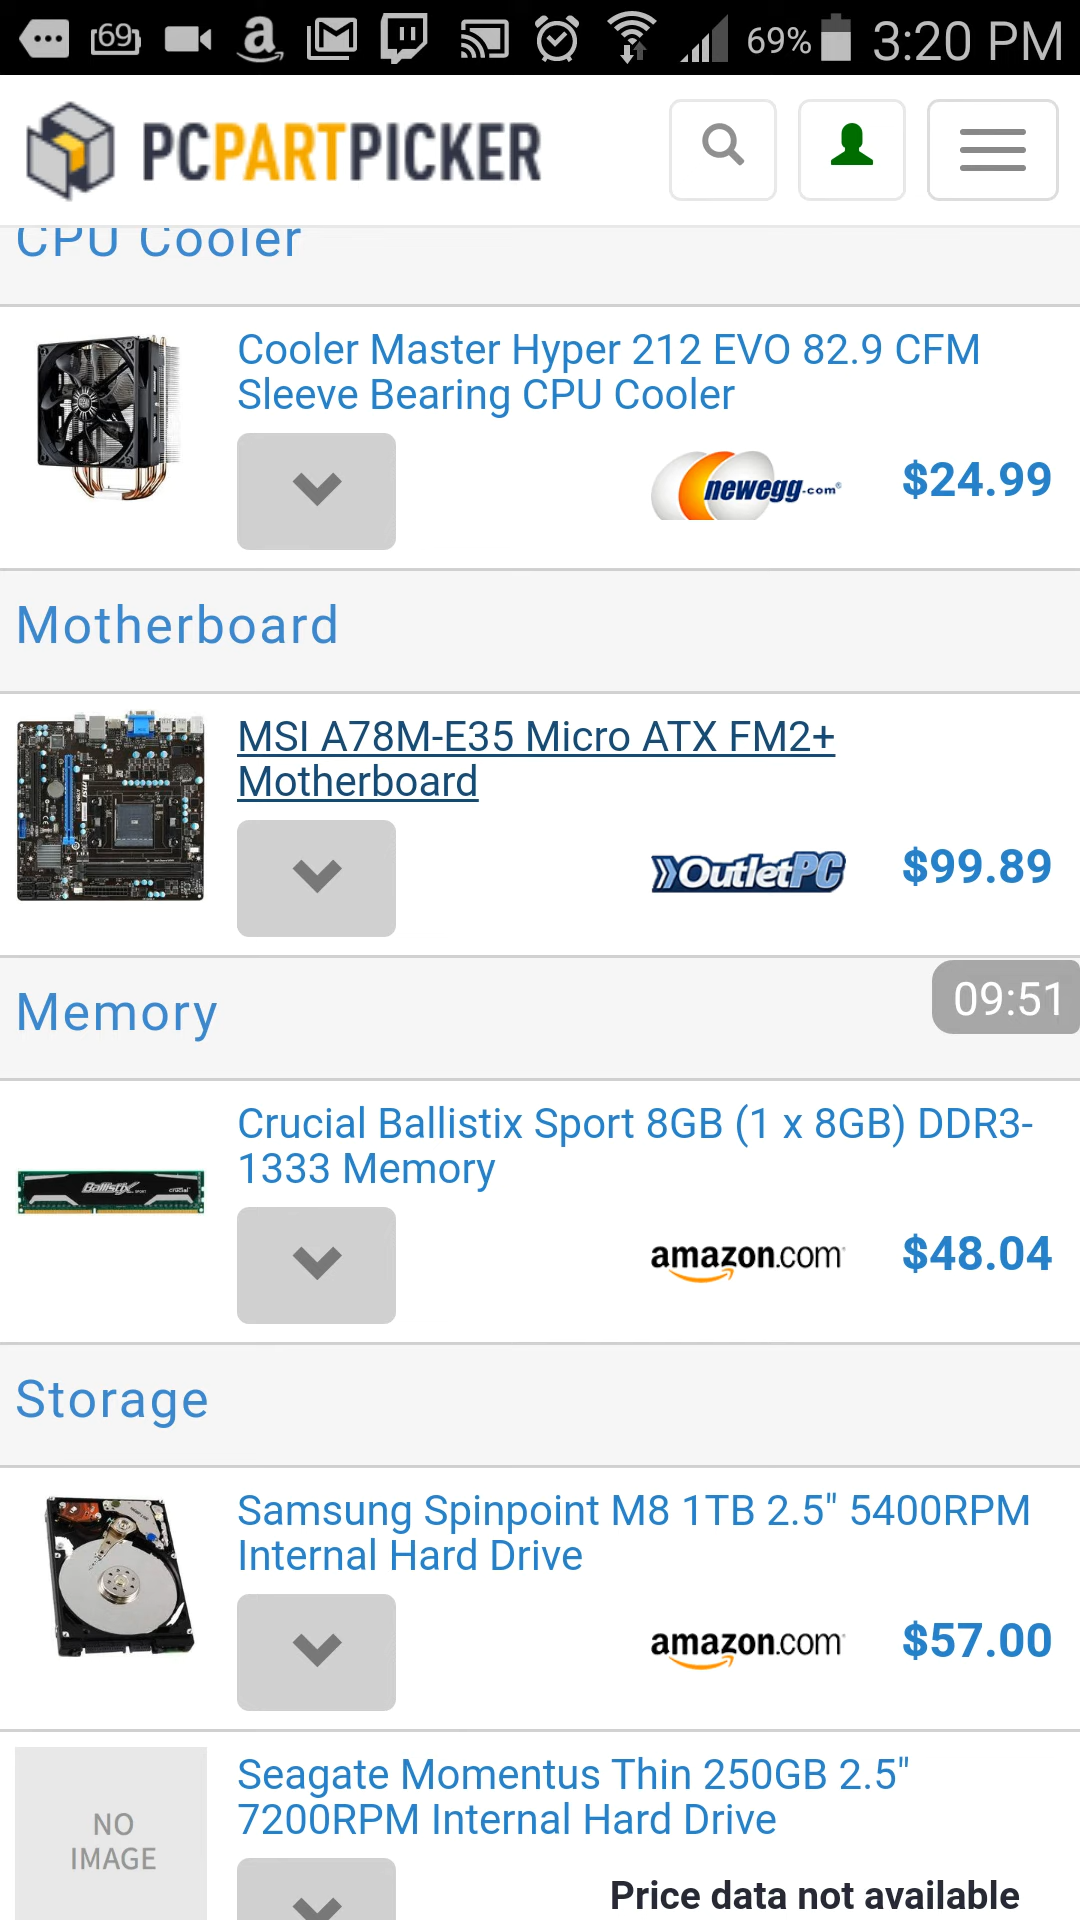 69
69%
3:20 PM
PCPARTPICKER
CPU Cooler
Cooler Master Hyper 212 EVO 82.9 CFM
Sleeve Bearing CPU Cooler
newegg.com
$24.99
Motherboard
MSI A78M-E35 Micro ATX FM2+
Motherboard
OutletPC
$99.89
Memory
09:51
Crucial Ballistix Sport 8GB (1 x 8GB) DDR3-
1333 Memory
Ballistix
amazon.com
$48.04
Storage
Samsung Spinpoint M8 1TB 2.5" 5400RPM
Internal Hard Drive
amazon.com
$57.00
Seagate Momentus Thin 250GB 2.5"
7200RPM Internal Hard Drive
NO
IMAGE
Price data not available